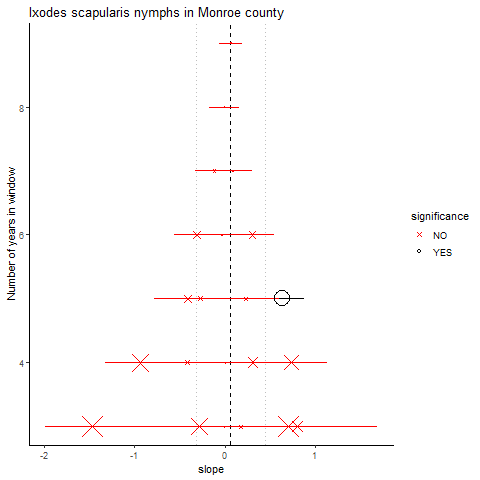 Ixodes scapularis nymphs in Monroe county
Number of years in window
8
6
4
-2
-1
0
1
slope
significance
NO
YES